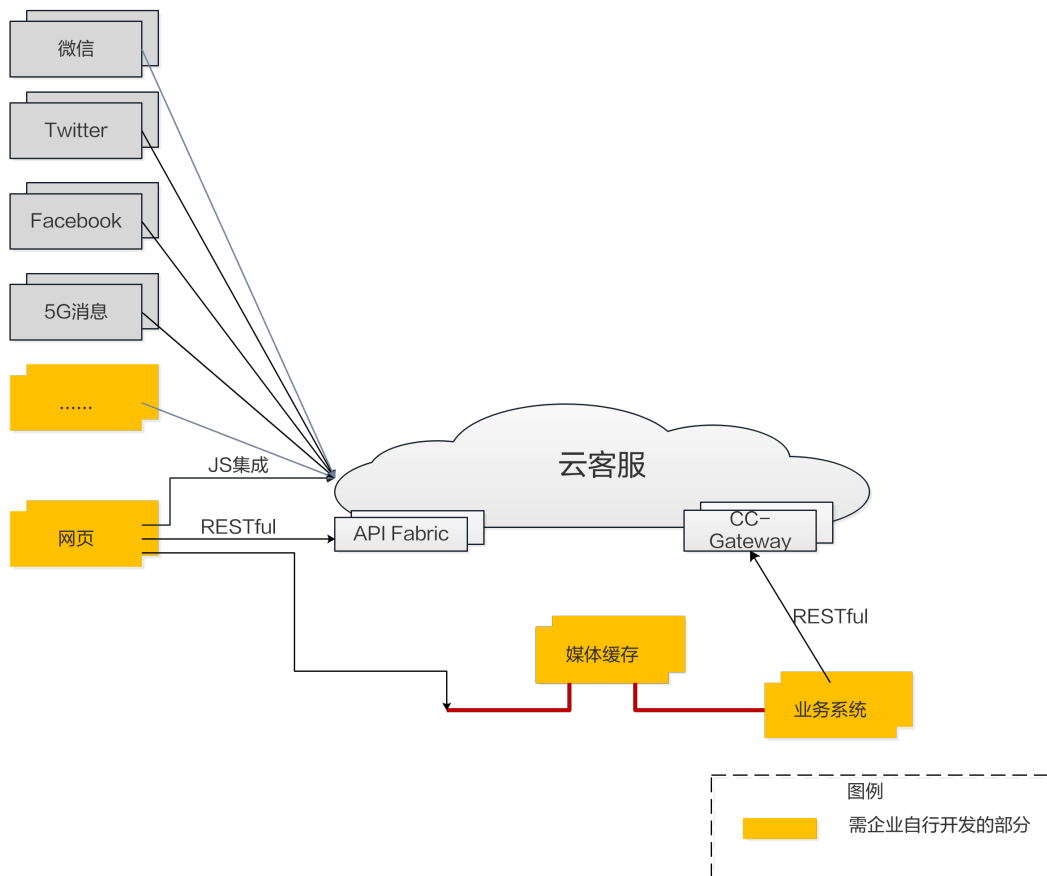 微信
Twitter
Facebook
5G消息
......
JS集成
云客服
网页
RESTful
API Fabric
CC-
Gateway
RESTful
媒体缓存
业务系统
图例
需企业自行开发的部分